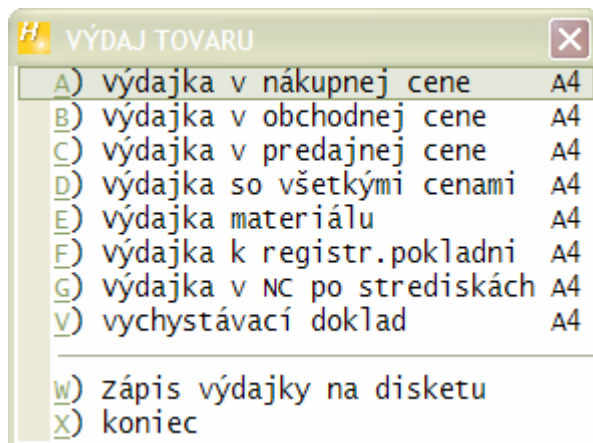 H VÝDAJ TOVARU
A) Výdajka v nákupnej cene A4
B) Výdajka v obchodnej cene A4
C) Výdajka v predajnej cene A4
D) Výdajka so všetkými cenami A4
E) Výdajka materiálu A4
F) Výdajka k registr.pokladni A4
G) Výdajka v NC po strediskách A4
V) vychystávací doklad A4
W) Zápis výdajky na disketu
X) koniec